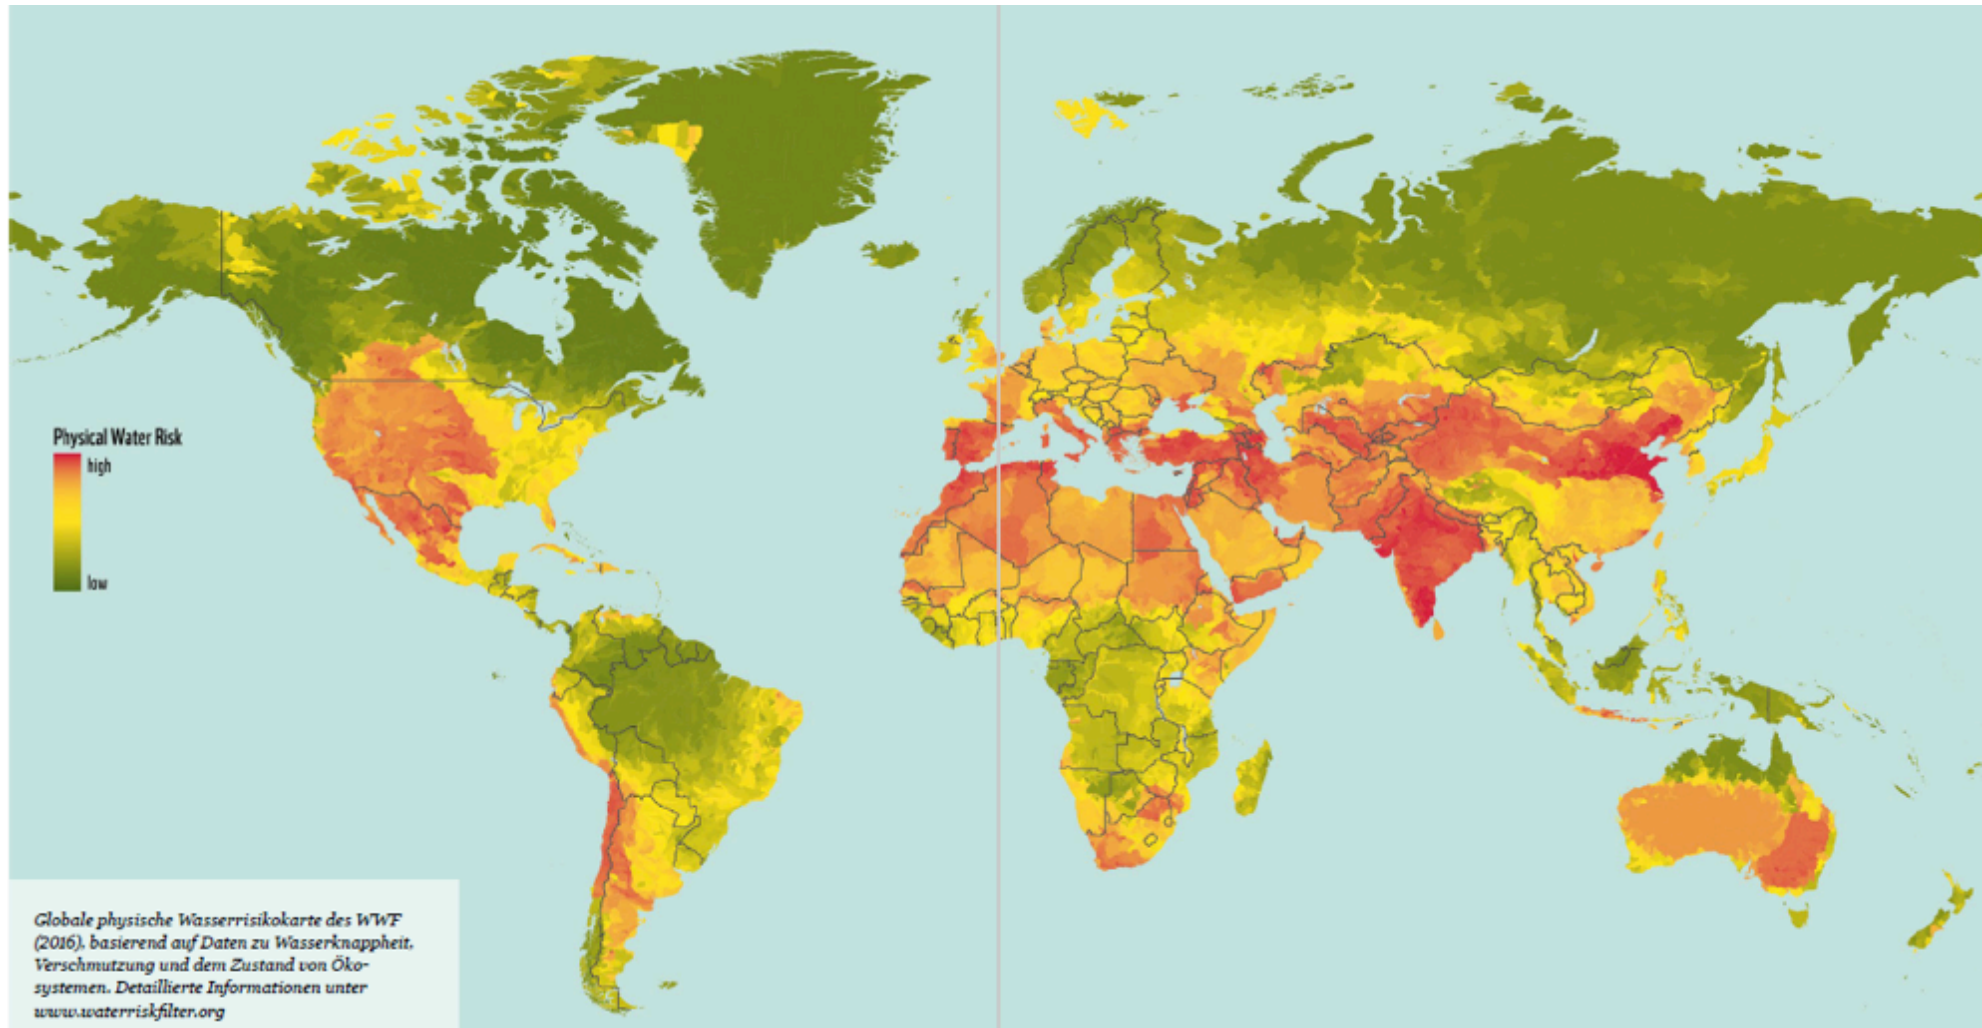 Physical Water Risk
high
low
Globale physische Wasserrisikokarte des WWF
(2016), basierend auf Daten zu Wasserknappheit,
Verschmutzung und dem Zustand von Öko-
systemen. Detaillierte Informationen unter
www.waterriskfilter.org